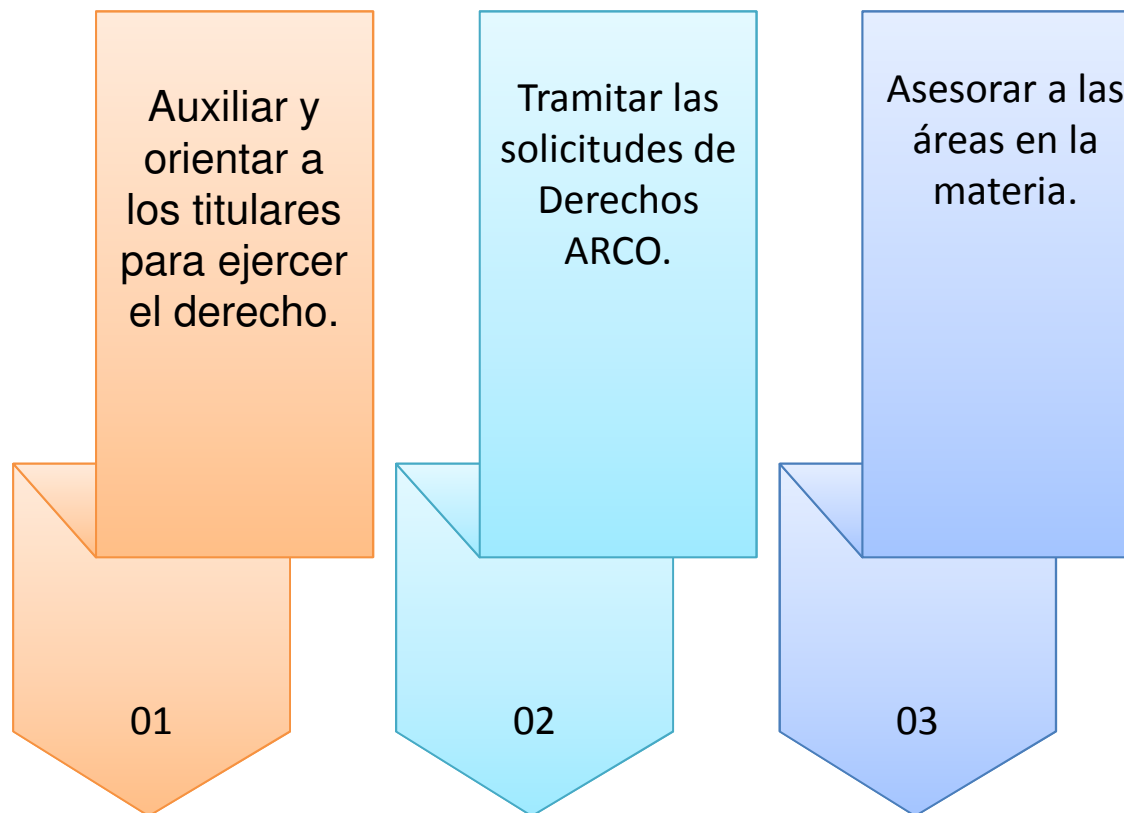 Auxiliar y
orientar a
los titulares
para ejercer
el derecho.
01
Tramitar las
solicitudes de
Derechos
ARCO.
02
Asesorar a las
áreas en la
materia.
03